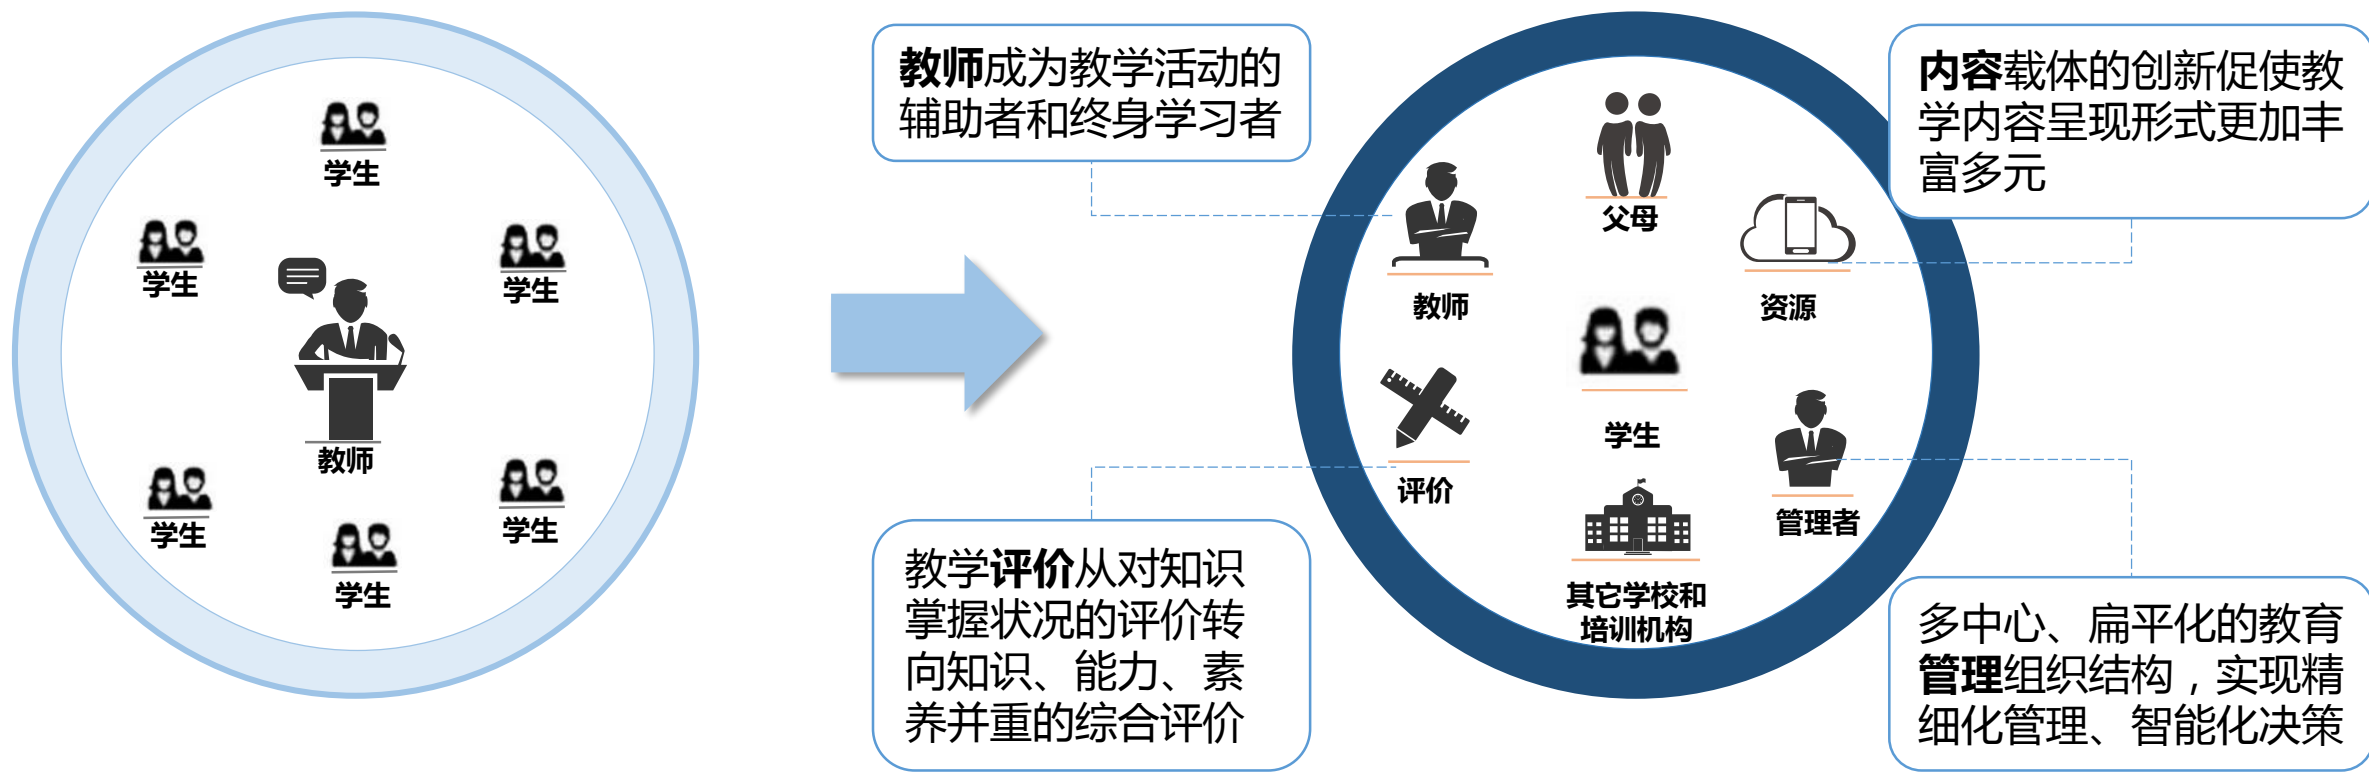 学生
学生
学生
教师
学生
学生
学生
教师成为教学活动的
辅助者和终身学习者
内容载体的创新促使教
学内容呈现形式更加丰
富多元
父母
教师
资源
学生
评价
管理者
其它学校和
培训机构
教学评价从对知识
掌握状况的评价转
向知识、能力、素
养并重的综合评价
多中心、扁平化的教育
管理组织结构，实现精
细化管理、智能化决策